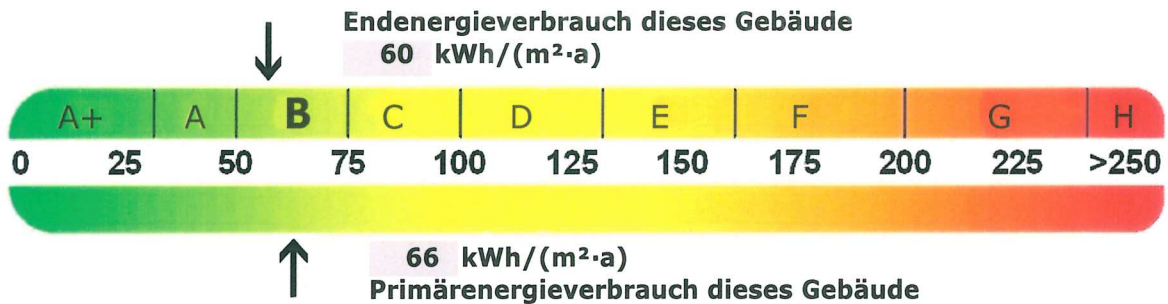 Endenergieverbrauch dieses Gebäude
60 kWh/(m²·a)
A+ A B C D E F G H
0 25 50 75 100 125 150 175 200 225 >250
66 kWh/(m²·a)
Primärenergieverbrauch dieses Gebäude